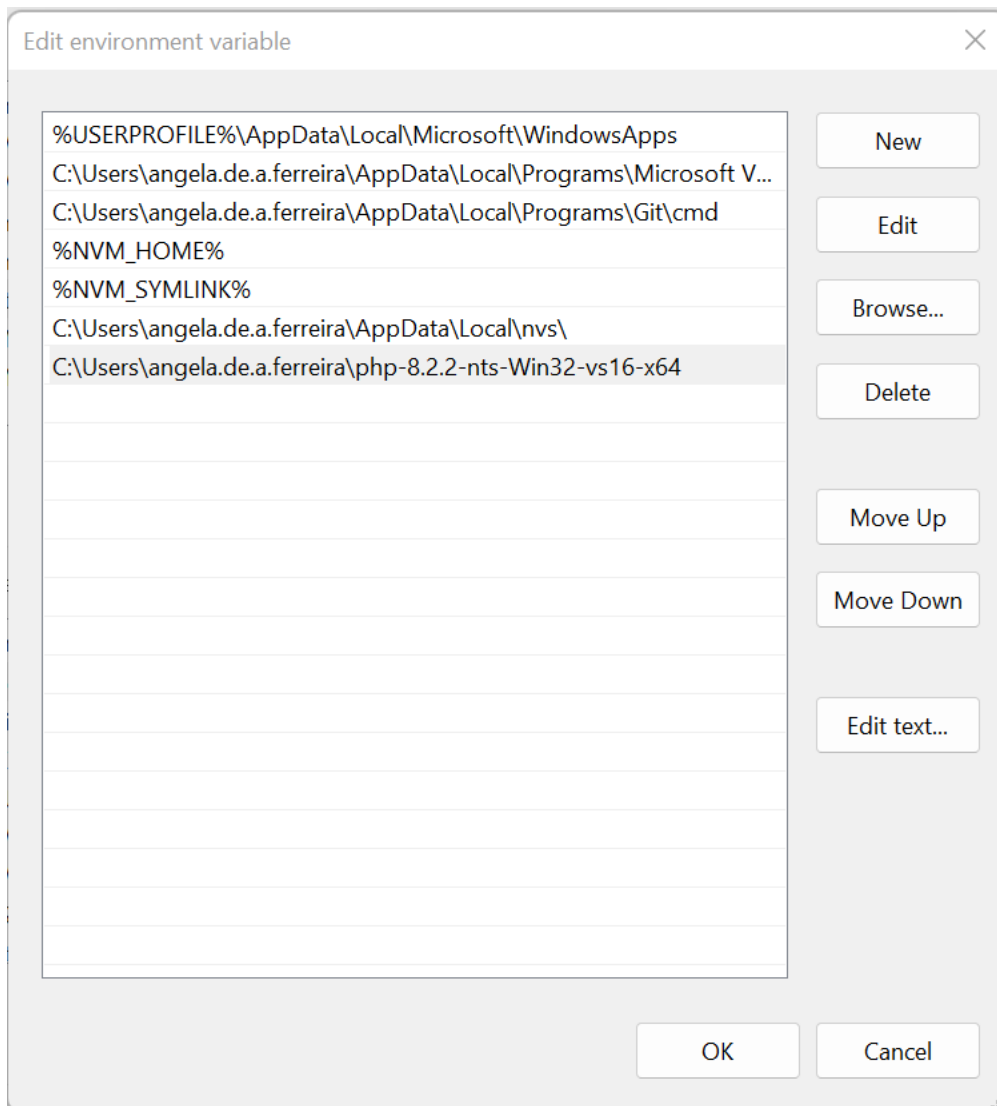 Edit environment variable
%USERPROFILE%\AppData\Local\Microsoft\WindowsApps
C:\Users\angela.de.a.ferreira\AppData\Local\Programs\Microsoft V...
C:\Users\angela.de.a.ferreira\AppData\Local\Programs\Git\cmd
%NVM_HOME%
%NVM_SYMLINK%
C:\Users\angela.de.a.ferreira\AppData\Local\nvs\
C:\Users\angela.de.a.ferreira\php-8.2.2-nts-Win32-vs16-x64
New
Edit
Browse...
Delete
Move Up
Move Down
Edit text...
OK
Cancel